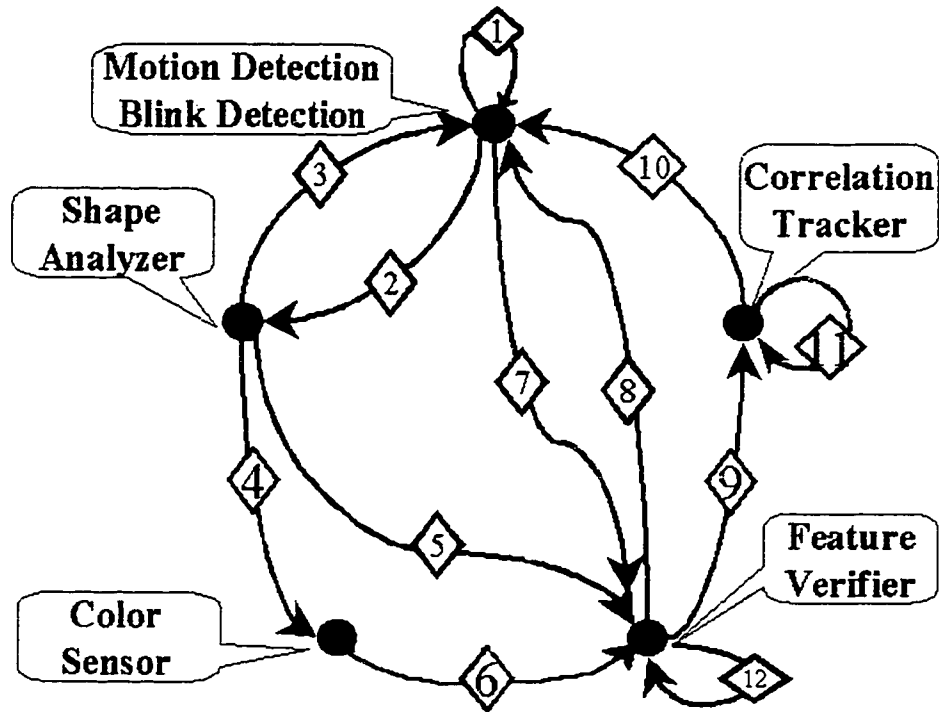 1
Motion Detection
Blink Detection
3
10
Correlation
Tracker
Shape
Analyzer
2
11
7
8
4
9
5
Feature
Verifier
Color
Sensor
6
12